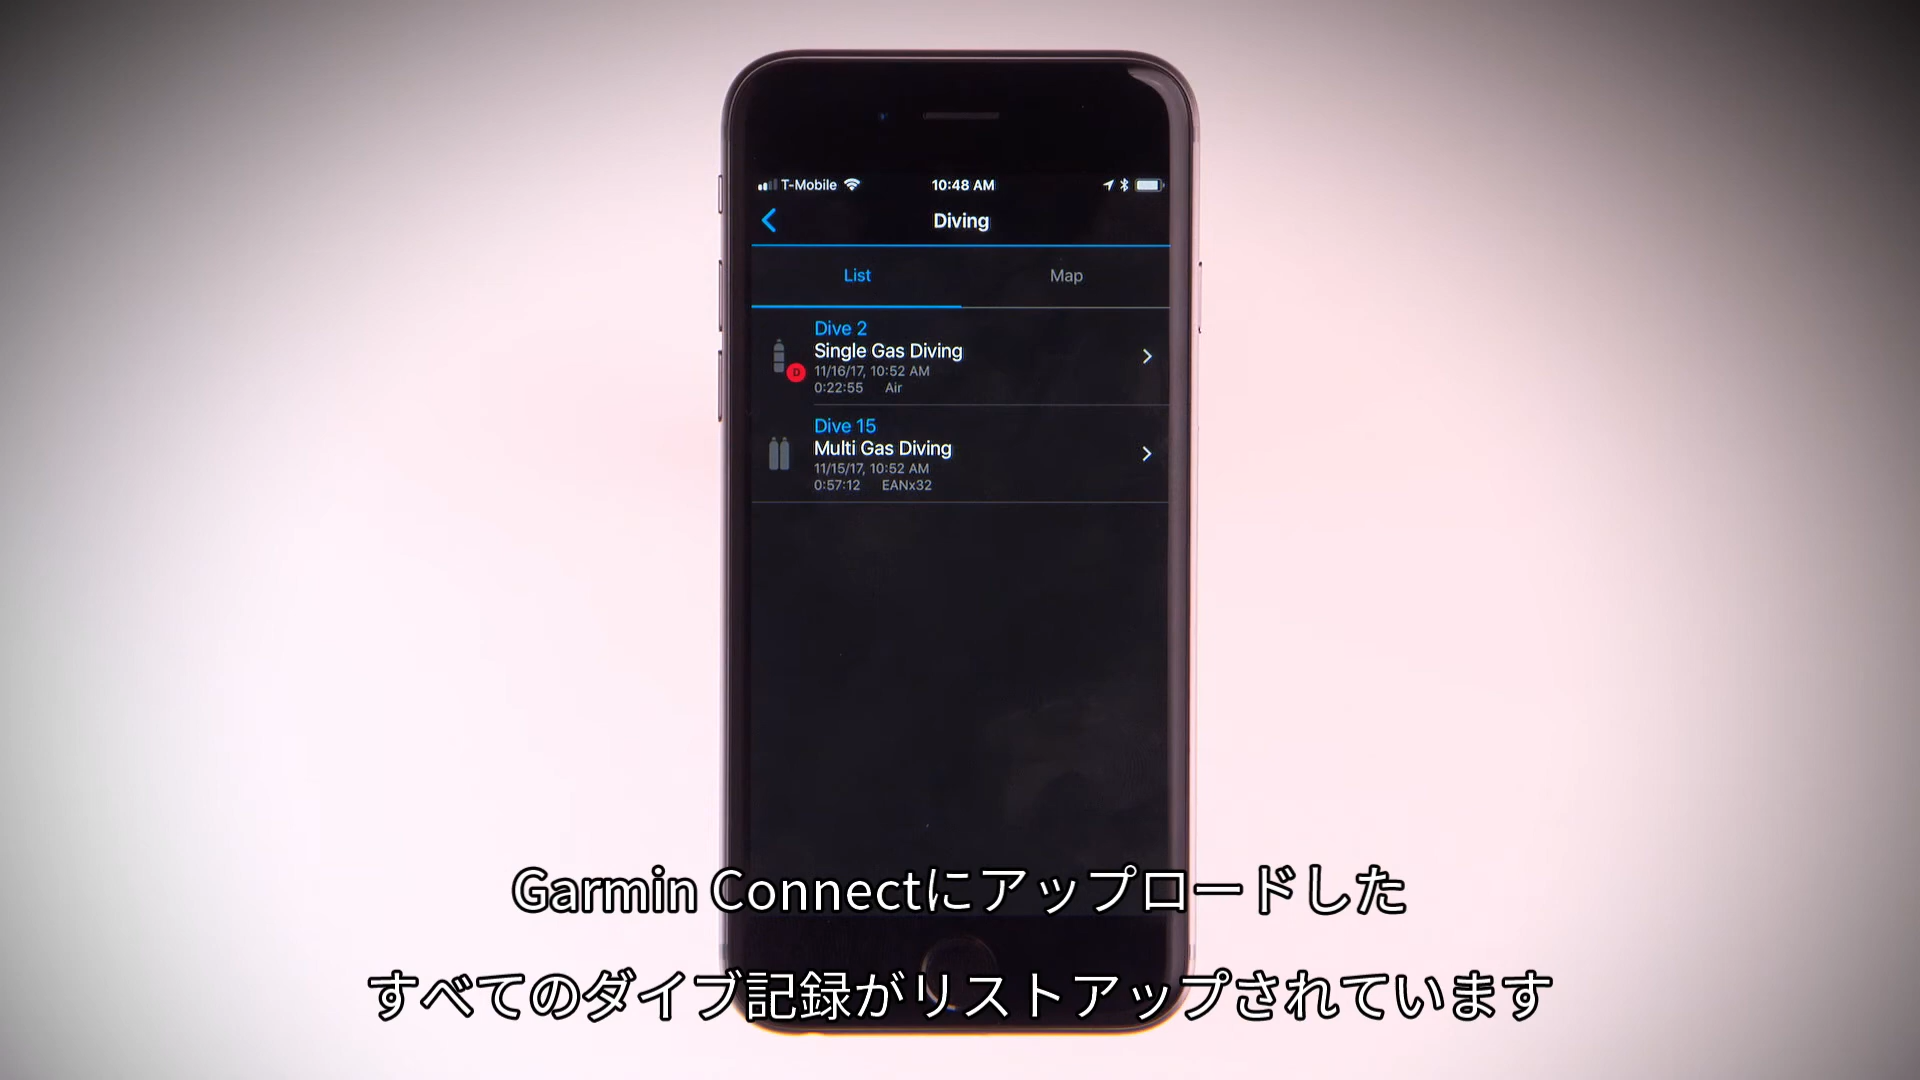 T-Mobile
10:48 AM
Diving
List
Map
Dive 2
Single Gas Diving
11/16/17, 10:52 AM
0:22:55 Air
D
Dive 15
Multi Gas Diving
11/15/17, 10:52 AM
0:57:12 EANx32
Garmin Connectにアップロードした
すべてのダイブ記録がリストアップされています